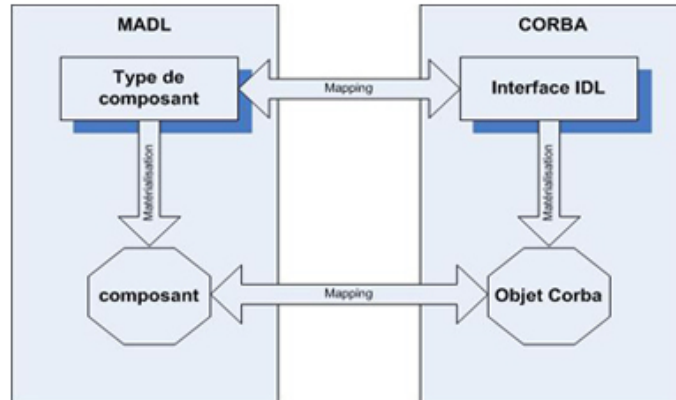 MADL
CORBA
Type de
composant
Mapping
Interface IDL
Matérialisation
Matérialisation
composant
Mapping
Objet Corba